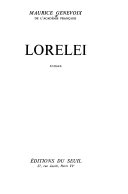 MAURICE GENEVOIX
DE L'ACADÉMIE FRANÇAISE
LORELEI
ROMAN
ÉDITIONS DU SEUIL
27, rue Jacob, Paris VIᵉ